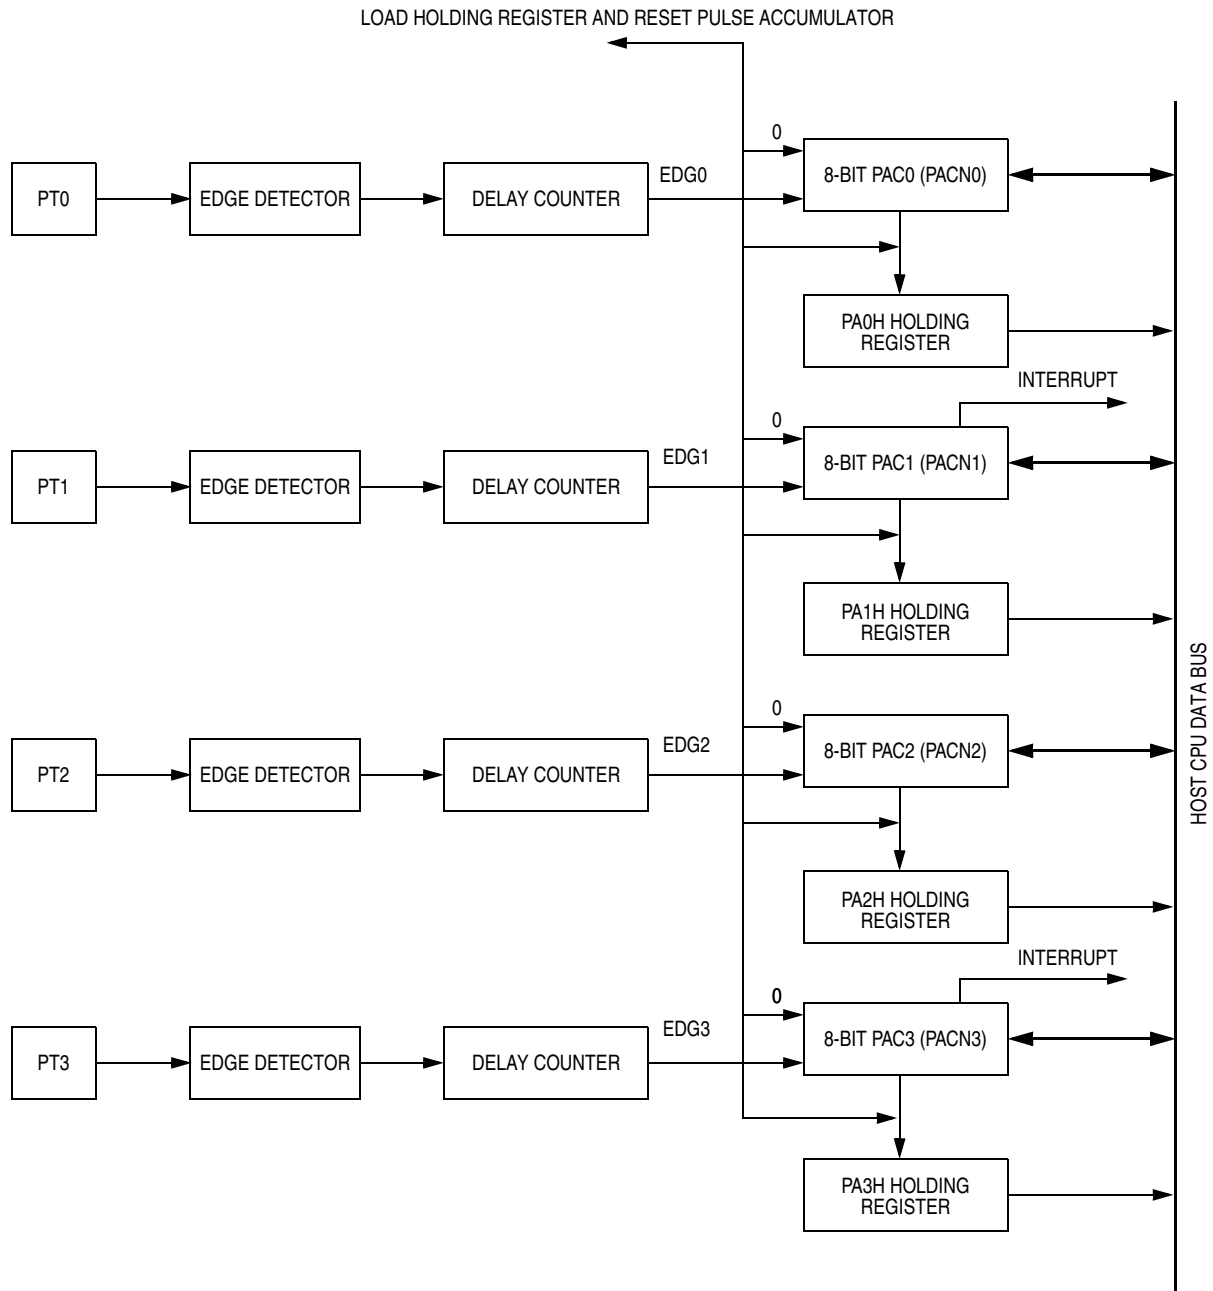 LOAD HOLDING REGISTER AND RESET PULSE ACCUMULATOR
0
PT0
EDGE DETECTOR
DELAY COUNTER
EDG0
8-BIT PAC0 (PACN0)
PA0H HOLDING
REGISTER
INTERRUPT
0
PT1
EDGE DETECTOR
DELAY COUNTER
EDG1
8-BIT PAC1 (PACN1)
PA1H HOLDING
REGISTER
HOST CPU DATA BUS
0
PT2
EDGE DETECTOR
DELAY COUNTER
EDG2
8-BIT PAC2 (PACN2)
PA2H HOLDING
REGISTER
INTERRUPT
0
PT3
EDGE DETECTOR
DELAY COUNTER
EDG3
8-BIT PAC3 (PACN3)
PA3H HOLDING
REGISTER